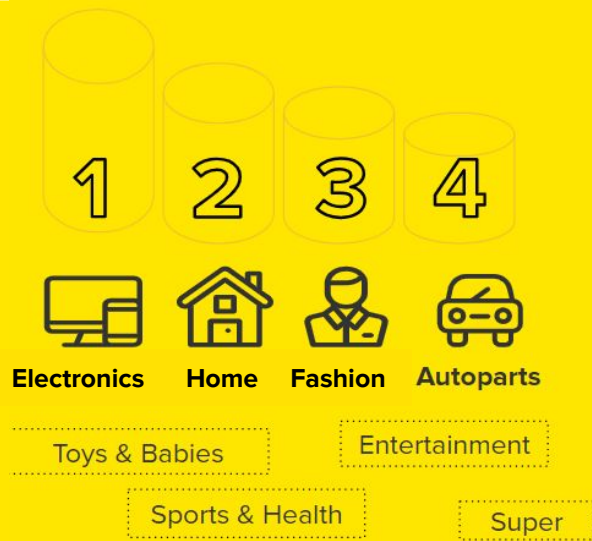 1 2 3 4
Electronics Home Fashion Autoparts
Toys & Babies Entertainment
Sports & Health Super